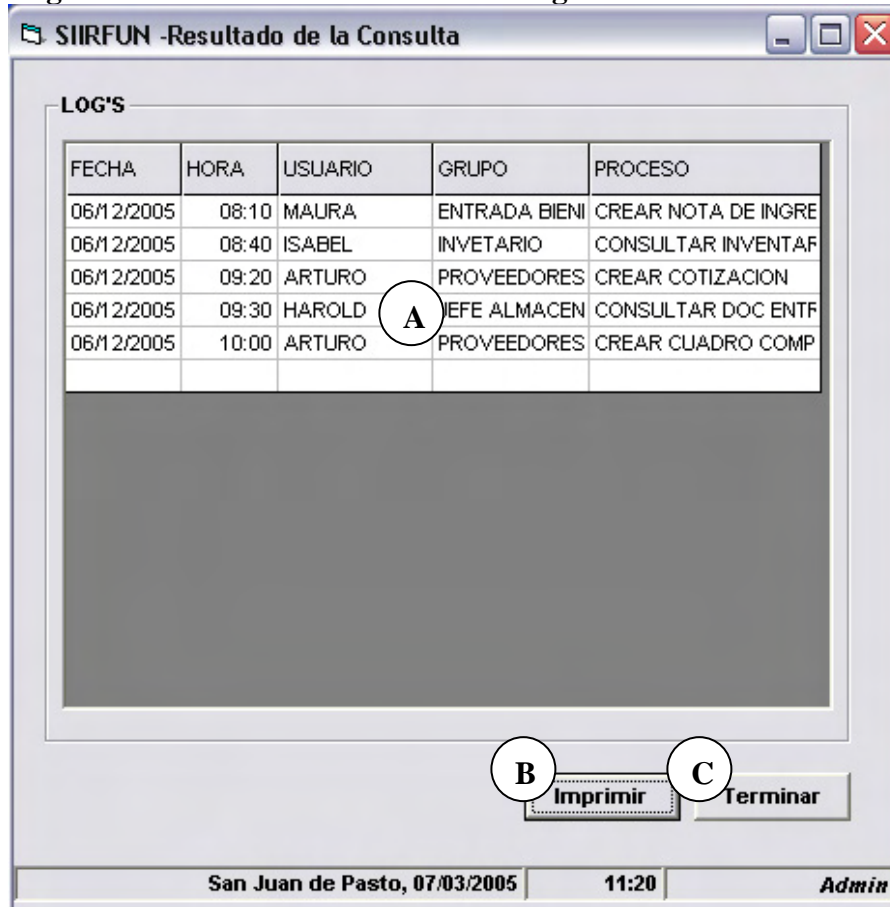 SIIRFUN -Resultado de la Consulta
LOG'S
FECHA HORA USUARIO GRUPO PROCESO
06/12/2005 08:10 MAURA ENTRADA BIENI CREAR NOTA DE INGRE
06/12/2005 08:40 ISABEL INVETARIO CONSULTAR INVENTAR
06/12/2005 09:20 ARTURO PROVEEDORES CREAR COTIZACION
06/12/2005 09:30 HAROLD A JEFE ALMACEN CONSULTAR DOC ENTR
06/12/2005 10:00 ARTURO PROVEEDORES CREAR CUADRO COMP
B Imprimir C Terminar
San Juan de Pasto, 07/03/2005 11:20 Admin